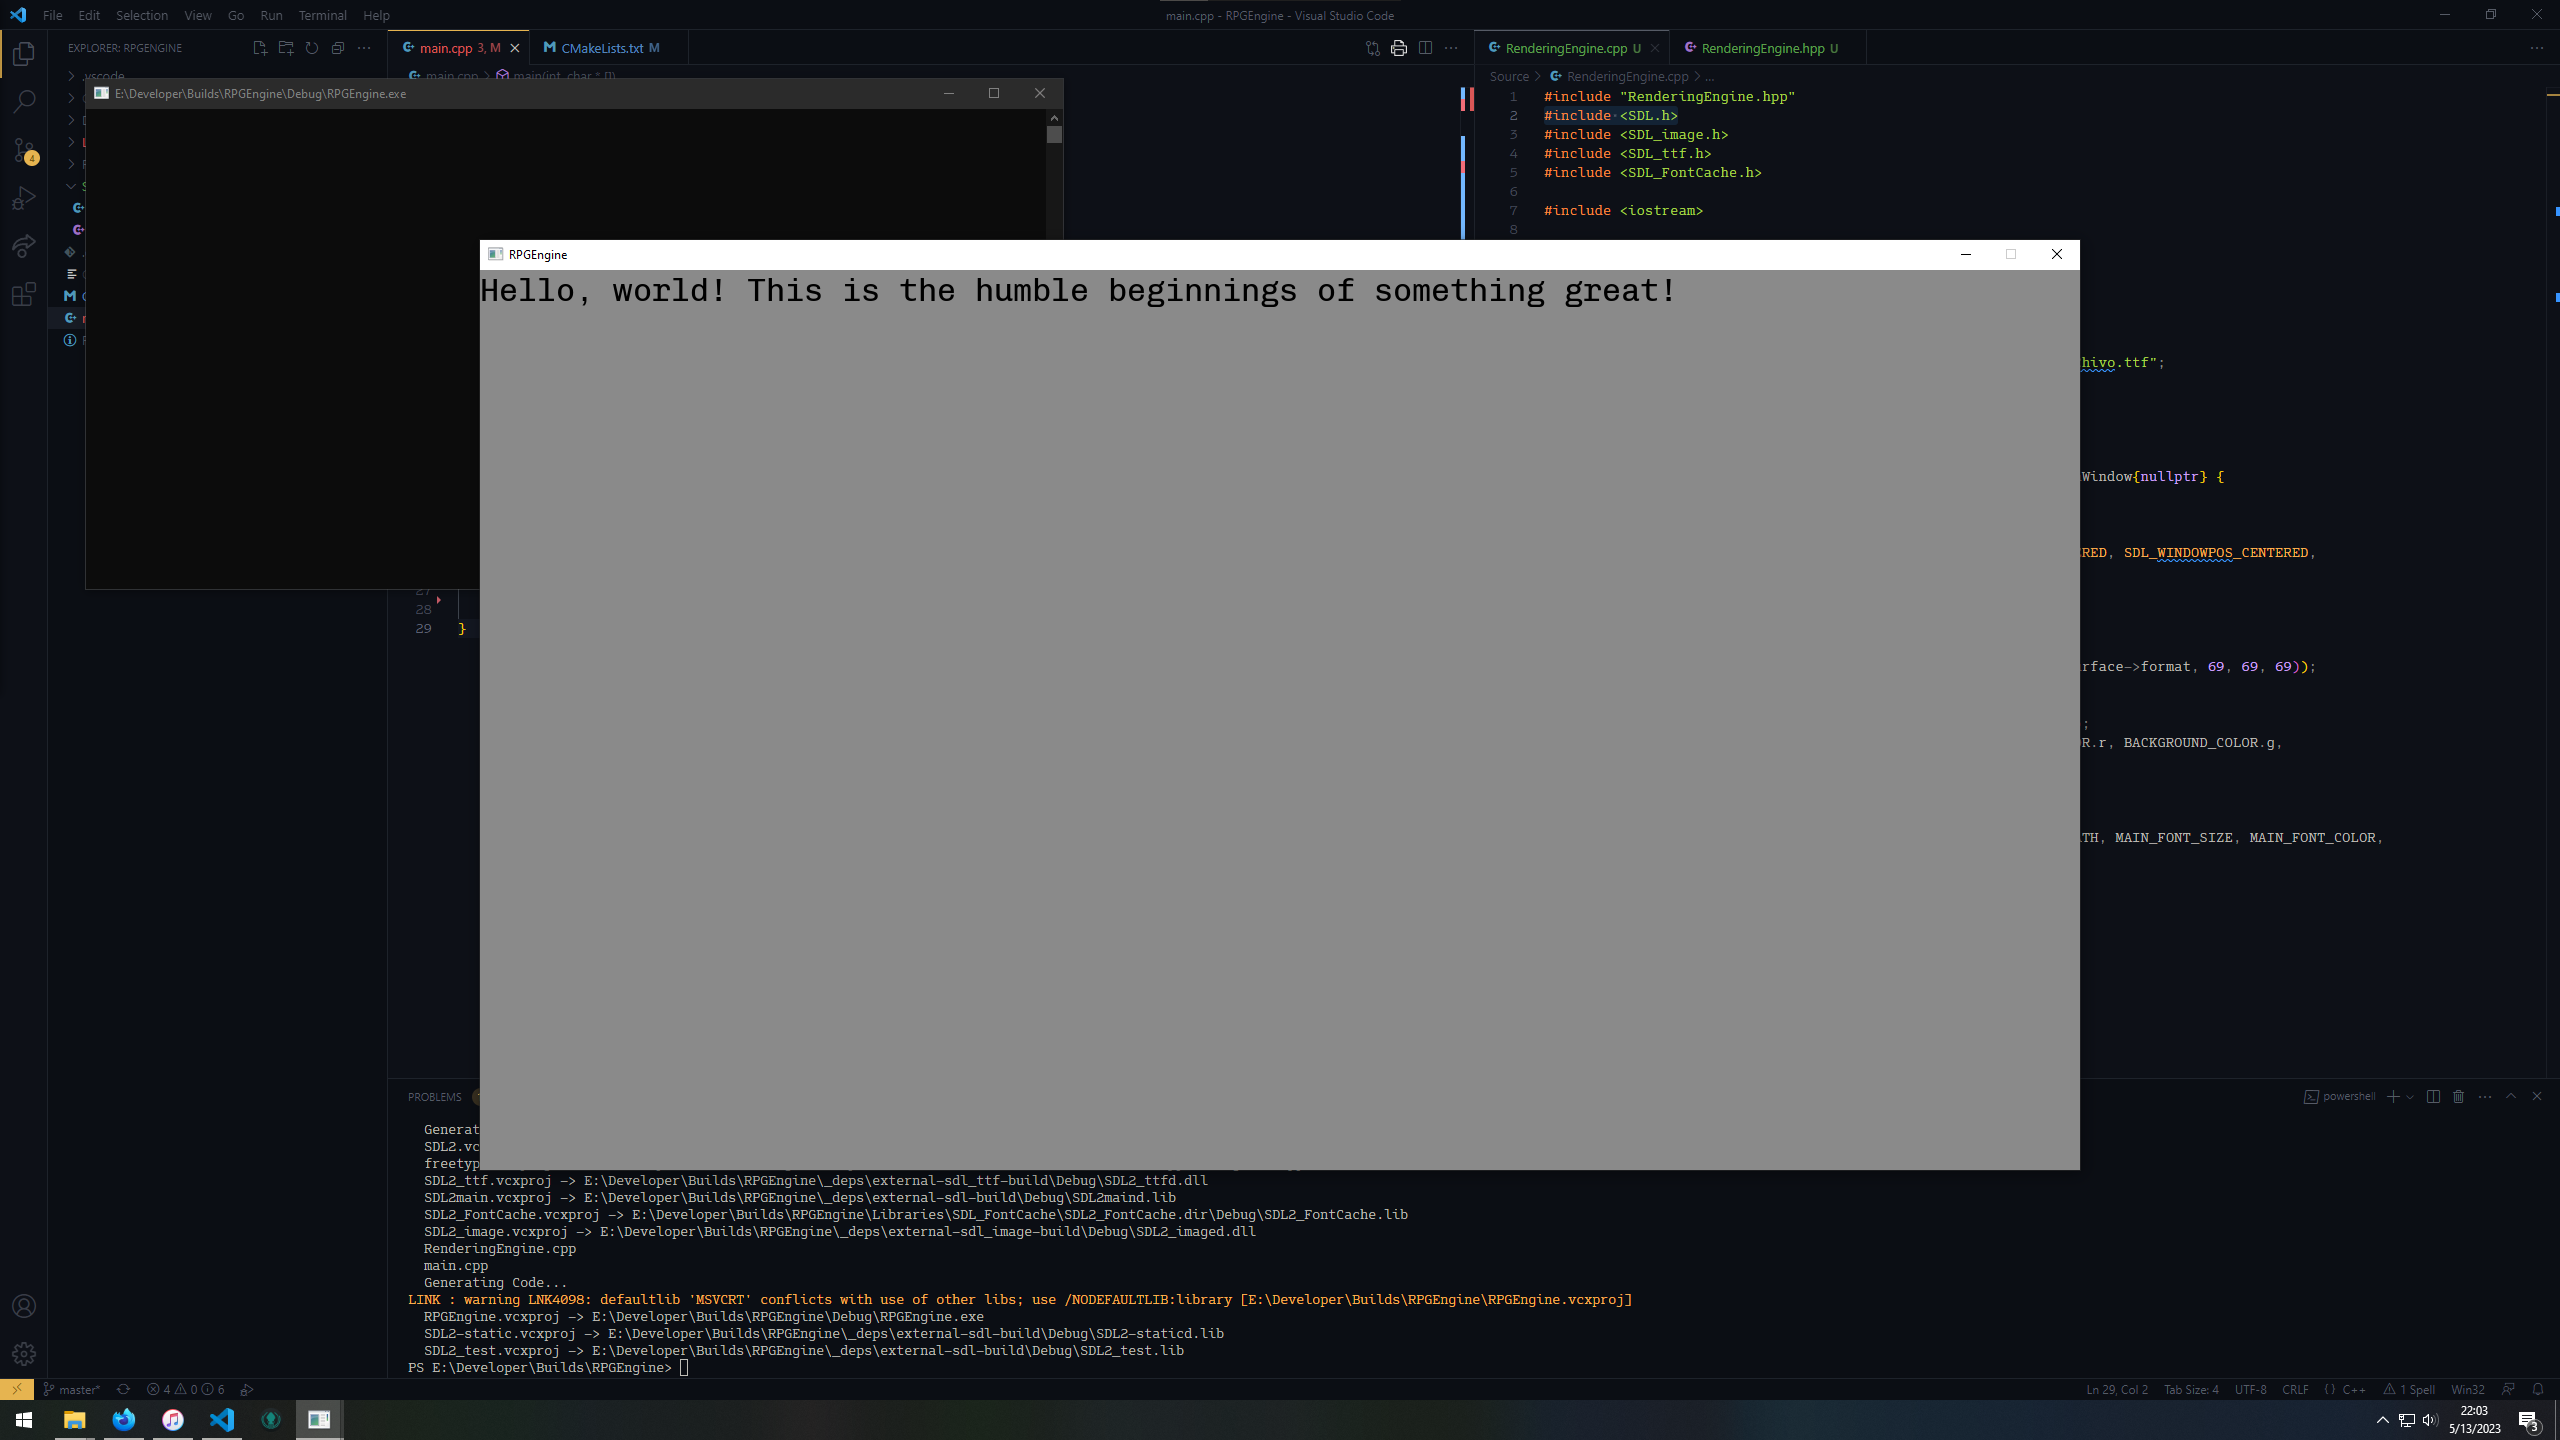 File Edit Selection View Go Run Terminal Help
main.cpp - RPGEngine - Visual Studio Code
EXPLORER: RPGENGINE
main.cpp 3, M
CMakeLists.txt M
RenderingEngine.cpp U
RenderingEngine.hpp U
.vscode
main.cpp > main(int, char * [])
Source > RenderingEngine.cpp > ...
E:\Developer\Builds\RPGEngine\Debug\RPGEngine.exe
1 #include "RenderingEngine.hpp"
2 #include <SDL.h>
3 #include <SDL_image.h>
4 #include <SDL_ttf.h>
5 #include <SDL_FontCache.h>
6
7 #include <iostream>
8
4
RPGEngine
Hello, world! This is the humble beginnings of something great!
hivo.ttf";
Window{nullptr} {
RED, SDL_WINDOWPOS_CENTERED,
27
28
29 }
rface->format, 69, 69, 69));
;
R.r, BACKGROUND_COLOR.g,
TH, MAIN_FONT_SIZE, MAIN_FONT_COLOR,
PROBLEMS
powershell
Generat
SDL2.vc
freetyp
SDL2_ttf.vcxproj -> E:\Developer\Builds\RPGEngine\_deps\external-sdl_ttf-build\Debug\SDL2_ttfd.dll
SDL2main.vcxproj -> E:\Developer\Builds\RPGEngine\_deps\external-sdl-build\Debug\SDL2maind.lib
SDL2_FontCache.vcxproj -> E:\Developer\Builds\RPGEngine\Libraries\SDL_FontCache\SDL2_FontCache.dir\Debug\SDL2_FontCache.lib
SDL2_image.vcxproj -> E:\Developer\Builds\RPGEngine\_deps\external-sdl_image-build\Debug\SDL2_imaged.dll
RenderingEngine.cpp
main.cpp
Generating Code...
LINK : warning LNK4098: defaultlib 'MSVCRT' conflicts with use of other libs; use /NODEFAULTLIB:library [E:\Developer\Builds\RPGEngine\RPGEngine.vcxproj]
RPGEngine.vcxproj -> E:\Developer\Builds\RPGEngine\Debug\RPGEngine.exe
SDL2-static.vcxproj -> E:\Developer\Builds\RPGEngine\_deps\external-sdl-build\Debug\SDL2-staticd.lib
SDL2_test.vcxproj -> E:\Developer\Builds\RPGEngine\_deps\external-sdl-build\Debug\SDL2_test.lib
PS E:\Developer\Builds\RPGEngine>
master* 4 0 6
Ln 29, Col 2 Tab Size: 4 UTF-8 CRLF {} C++ 1 Spell Win32
22:03
5/13/2023
3